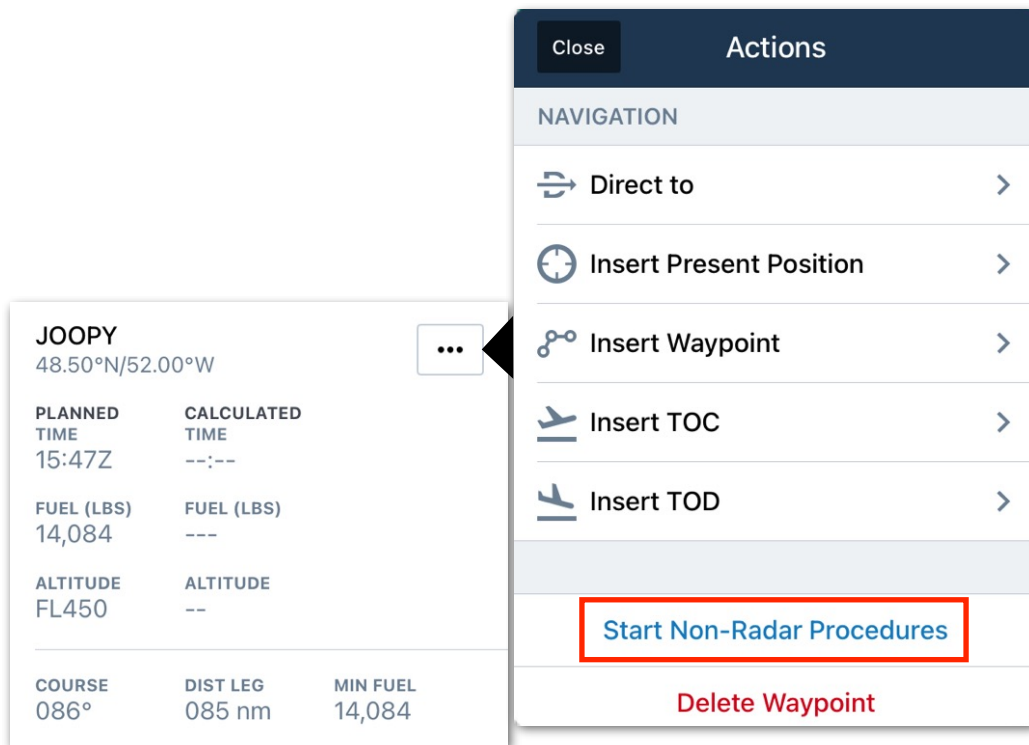 JOOPY
48.50°N/52.00°W
•••
PLANNED CALCULATED
TIME TIME
15:47Z --:--
FUEL (LBS) FUEL (LBS)
14,084 ---
ALTITUDE ALTITUDE
FL450 --
COURSE DIST LEG MIN FUEL
086° 085 nm 14,084
Close Actions
NAVIGATION
Direct to
Insert Present Position
Insert Waypoint
Insert TOC
Insert TOD
Start Non-Radar Procedures
Delete Waypoint